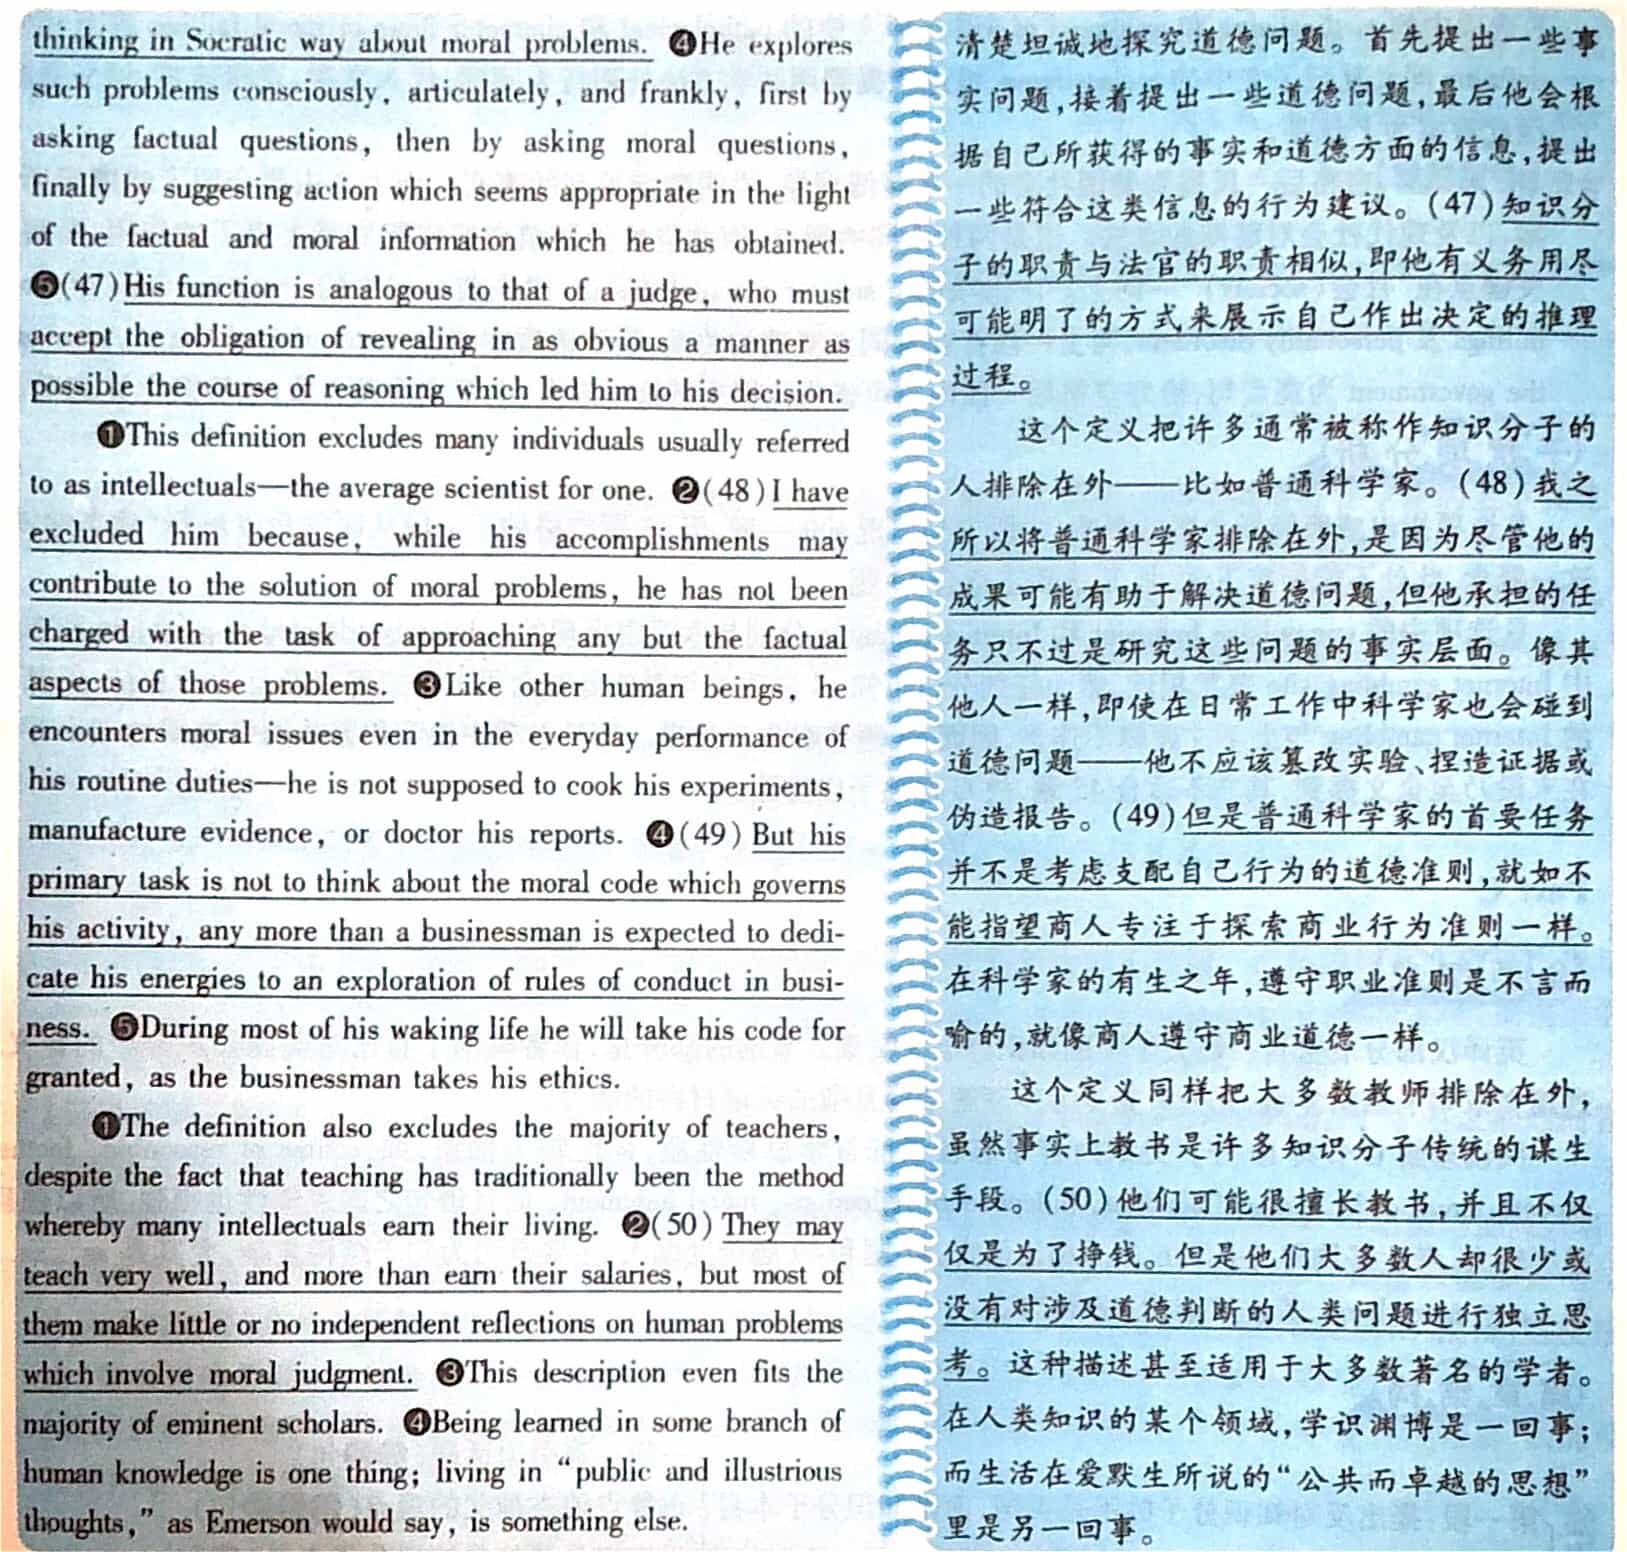 thinking in Socratic way about moral problems. ❹He explores
such problems consciously, articulately, and frankly, first by
asking factual questions, then by asking moral questions,
finally by suggesting action which seems appropriate in the light
of the factual and moral information which he has obtained.
❺(47)His function is analogous to that of a judge, who must
accept the obligation of revealing in as obvious a manner as
possible the course of reasoning which led him to his decision.
❶This definition excludes many individuals usually referred
to as intellectuals—the average scientist for one. ❷(48)I have
excluded him because, while his accomplishments may
contribute to the solution of moral problems, he has not been
charged with the task of approaching any but the factual
aspects of those problems. ❸Like other human beings, he
encounters moral issues even in the everyday performance of
his routine duties—he is not supposed to cook his experiments,
manufacture evidence, or doctor his reports. ❹(49) But his
primary task is not to think about the moral code which governs
his activity, any more than a businessman is expected to dedi-
cate his energies to an exploration of rules of conduct in busi-
ness. ❺During most of his waking life he will take his code for
granted, as the businessman takes his ethics.
❶The definition also excludes the majority of teachers,
despite the fact that teaching has traditionally been the method
whereby many intellectuals earn their living. ❷(50) They may
teach very well, and more than earn their salaries, but most of
them make little or no independent reflections on human problems
which involve moral judgment. ❸This description even fits the
majority of eminent scholars. ❹Being learned in some branch of
human knowledge is one thing; living in “public and illustrious
thoughts,” as Emerson would say, is something else.
清楚坦诚地探究道德问题。首先提出一些事
实问题,接着提出一些道德问题,最后他会根
据自己所获得的事实和道德方面的信息,提出
一些符合这类信息的行为建议。(47)知识分
子的职责与法官的职责相似,即他有义务用尽
可能明了的方式来展示自己作出决定的推理
过程。
这个定义把许多通常被称作知识分子的
人排除在外——比如普通科学家。(48)我之
所以将普通科学家排除在外,是因为尽管他的
成果可能有助于解决道德问题,但他承担的任
务只不过是研究这些问题的事实层面。像其
他人一样,即使在日常工作中科学家也会碰到
道德问题——他不应该篡改实验、捏造证据或
伪造报告。(49)但是普通科学家的首要任务
并不是考虑支配自己行为的道德准则,就如不
能指望商人专注于探索商业行为准则一样。
在科学家的有生之年,遵守职业准则是不言而
喻的,就像商人遵守商业道德一样。
这个定义同样把大多数教师排除在外,
虽然事实上教书是许多知识分子传统的谋生
手段。(50)他们可能很擅长教书,并且不仅
仅是为了挣钱。但是他们大多数人却很少或
没有对涉及道德判断的人类问题进行独立思
考。这种描述甚至适用于大多数著名的学者。
在人类知识的某个领域,学识渊博是一回事;
而生活在爱默生所说的“公共而卓越的思想”
里是另一回事。